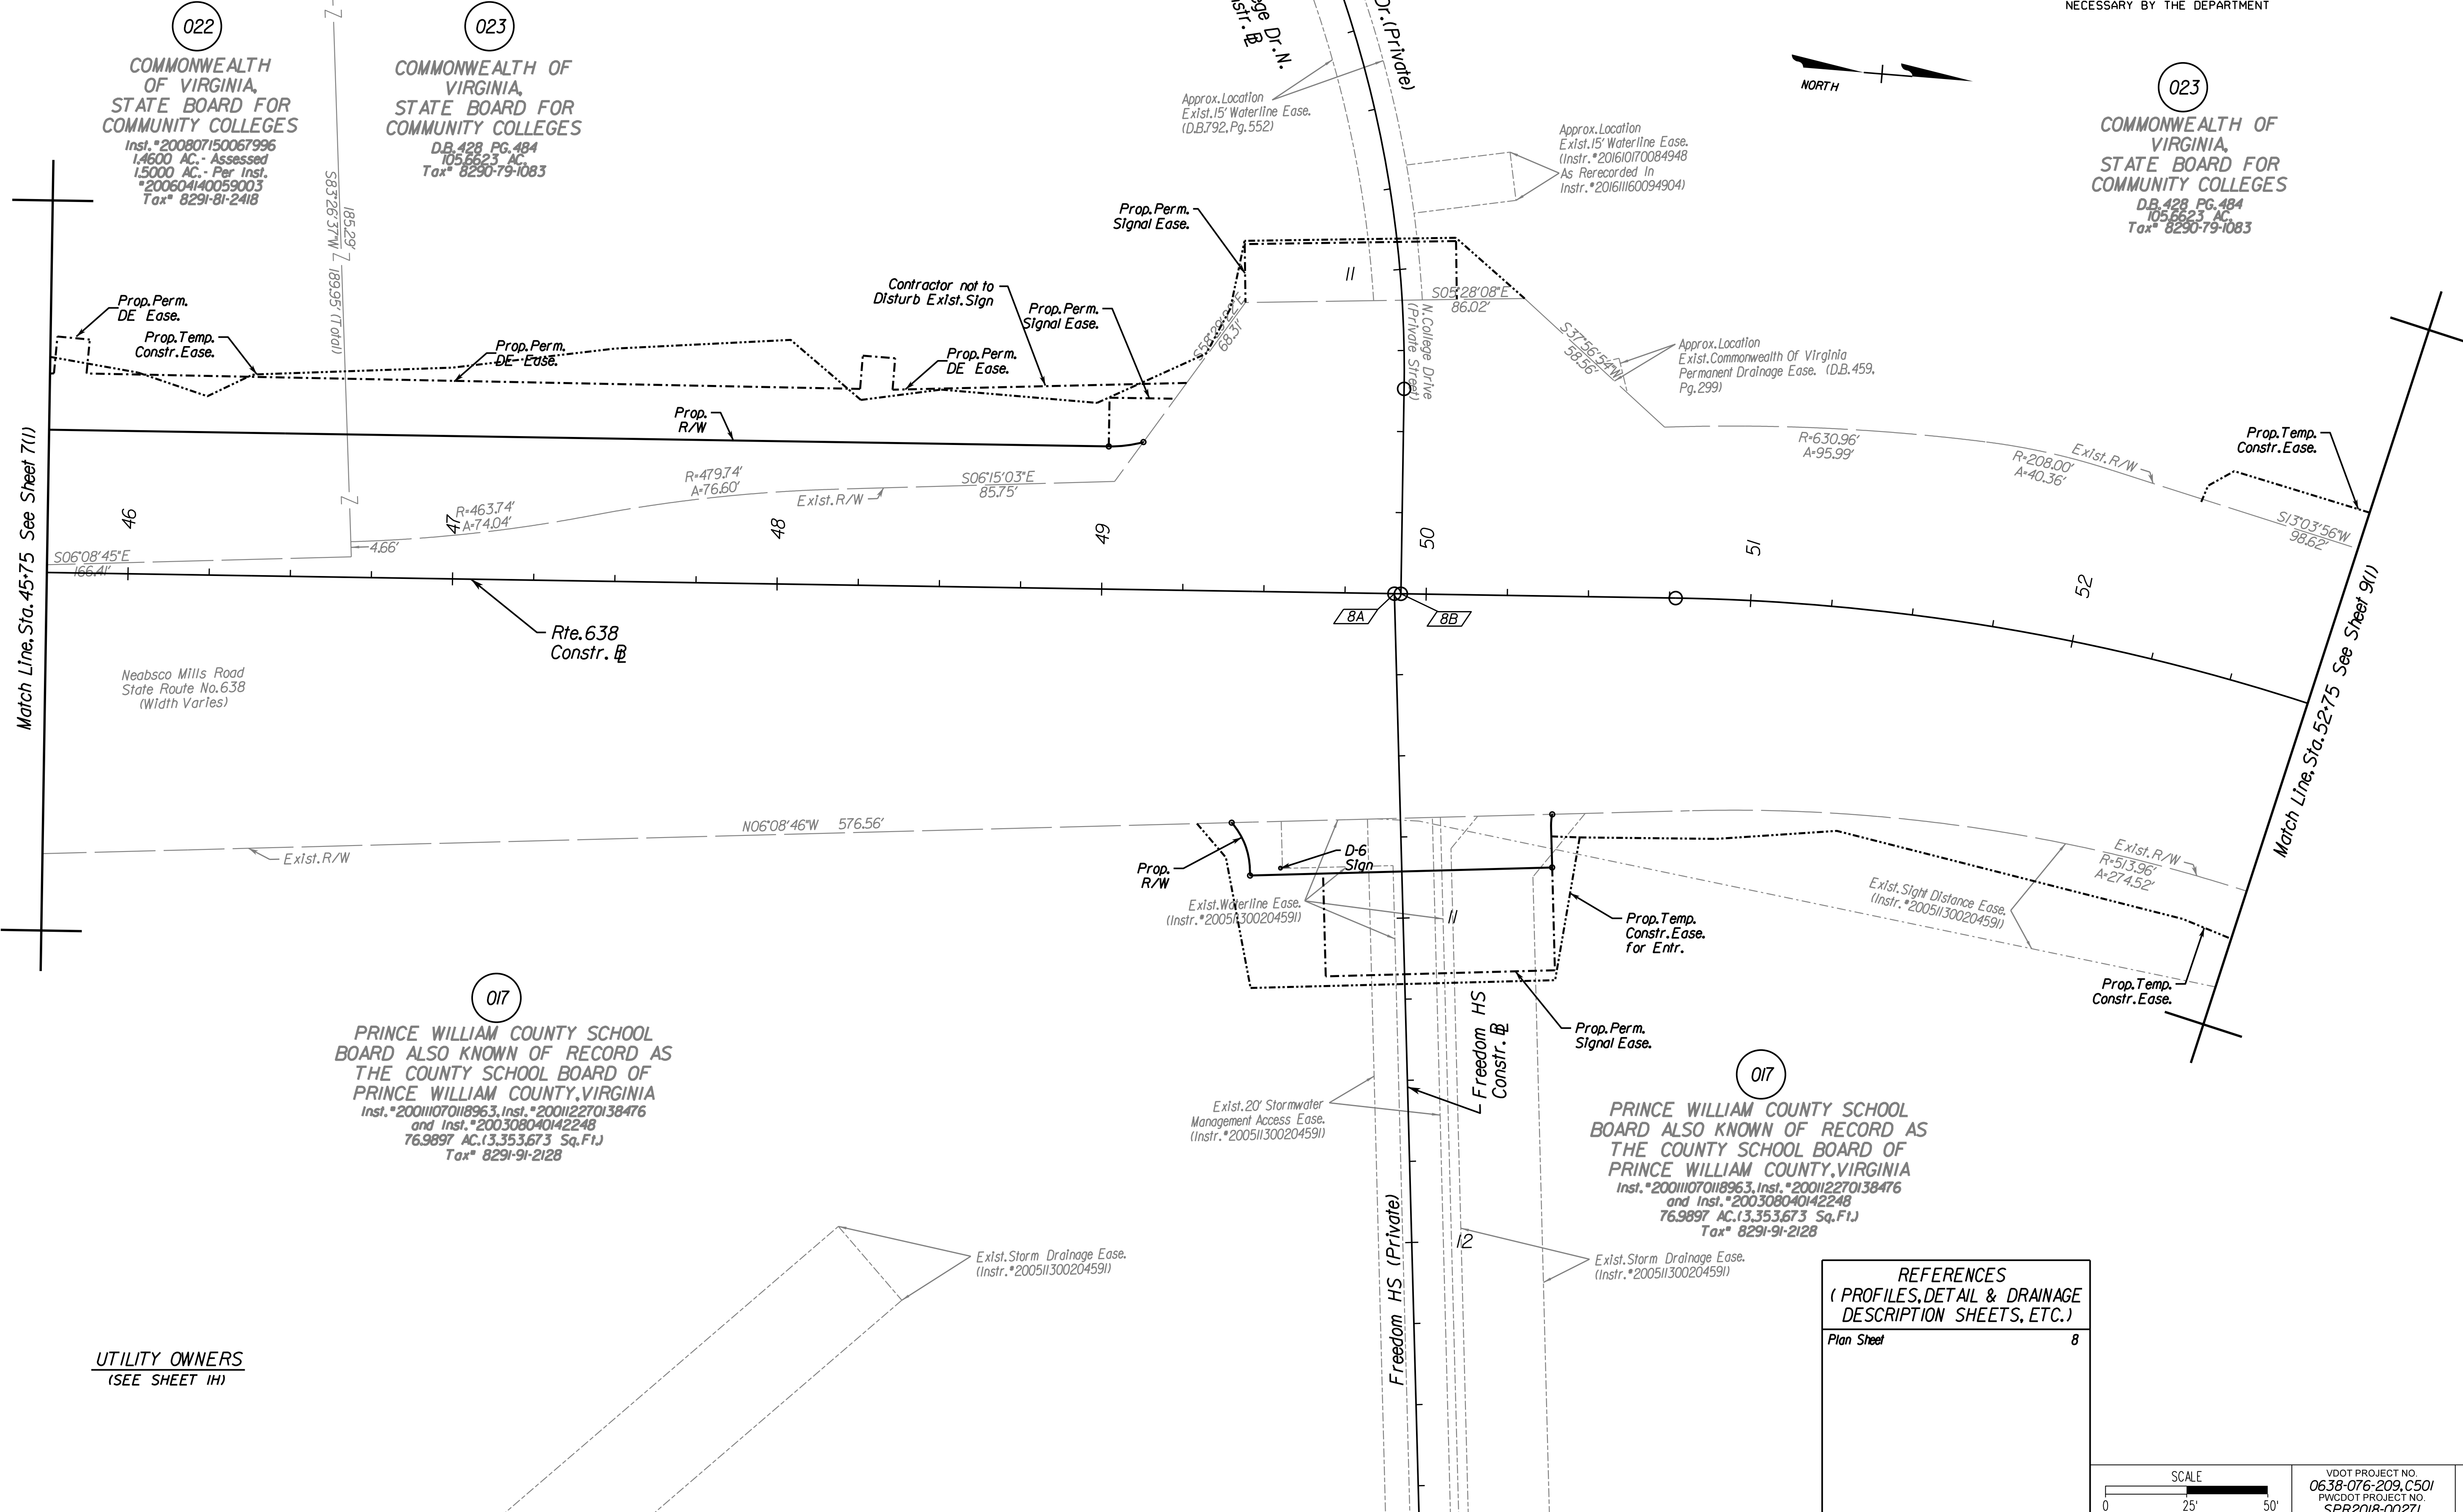 NECESSARY BY THE DEPARTMENT
022
COMMONWEALTH
OF VIRGINIA,
STATE BOARD FOR
COMMUNITY COLLEGES
Inst.#200807150067996
1.4600 AC.- Assessed
1.5000 AC.- Per Inst.
#200604140059003
Tax# 8291-81-2418
023
COMMONWEALTH OF
VIRGINIA,
STATE BOARD FOR
COMMUNITY COLLEGES
D.B. 428 PG. 484
105.6623 AC.
Tax# 8290-79-1083
S83°26'37"W
185.29'
189.95' (Total)
Dr. N.
Dr. (Private)
Approx. Location
Exist. 15' Waterline Ease.
(D.B.792, Pg.552)
Approx. Location
Exist. 15' Waterline Ease.
(Instr.#201610170084948
As Rerecorded In
Instr.#201611160094904)
NORTH
023
COMMONWEALTH OF
VIRGINIA,
STATE BOARD FOR
COMMUNITY COLLEGES
D.B. 428 PG. 484
105.6623 AC.
Tax# 8290-79-1083
Prop. Perm.
Signal Ease.
11
Contractor not to
Disturb Exist. Sign
Prop. Perm.
Signal Ease.
Prop. Perm.
DE Ease.
Prop. Temp.
Constr. Ease.
Prop. Perm.
DE Ease.
Prop. Perm.
DE Ease.
68.31'
S05°28'08"E
86.02'
N. College Drive
(Private Street)
S37°56'54"W
58.56'
Approx. Location
Exist. Commonwealth Of Virginia
Permanent Drainage Ease. (D.B. 459,
Pg. 299)
Prop.
R/W
Match Line, Sta. 45+75 See Sheet 7(1)
R=630.96'
A=95.99'
R=208.00'
A=40.36'
Exist. R/W
Prop. Temp.
Constr. Ease.
S13°03'56"W
98.62'
R=479.74'
A=76.60'
Exist. R/W
S06°15'03"E
85.75'
R=463.74'
A=74.04'
4.66'
S06°08'45"E
166.41'
46
47
48
49
50
51
52
8A
8B
Rte. 638
Constr. BL
Neabsco Mills Road
State Route No. 638
(Width Varies)
Match Line, Sta. 52+75 See Sheet 9(1)
N06°08'46"W 576.56'
Exist. R/W
Prop.
R/W
D-6
Sign
Exist. Waterline Ease.
(Instr.#200511300204591)
11
Prop. Temp.
Constr. Ease.
for Entr.
Exist. Sight Distance Ease.
(Instr.#200511300204591)
Exist. R/W
R=513.96'
A=274.52'
Prop. Temp.
Constr. Ease.
Prop. Perm.
Signal Ease.
Freedom HS
Constr. BL
017
PRINCE WILLIAM COUNTY SCHOOL
BOARD ALSO KNOWN OF RECORD AS
THE COUNTY SCHOOL BOARD OF
PRINCE WILLIAM COUNTY, VIRGINIA
Inst.#200111070118963, Inst.#200112270138476
and Inst.#200308040142248
76.9897 AC. (3,353,673 Sq. Ft.)
Tax# 8291-91-2128
Exist. 20' Stormwater
Management Access Ease.
(Instr.#200511300204591)
017
PRINCE WILLIAM COUNTY SCHOOL
BOARD ALSO KNOWN OF RECORD AS
THE COUNTY SCHOOL BOARD OF
PRINCE WILLIAM COUNTY, VIRGINIA
Inst.#200111070118963, Inst.#200112270138476
and Inst.#200308040142248
76.9897 AC. (3,353,673 Sq. Ft.)
Tax# 8291-91-2128
Freedom HS (Private)
12
Exist. Storm Drainage Ease.
(Instr.#200511300204591)
Exist. Storm Drainage Ease.
(Instr.#200511300204591)
REFERENCES
( PROFILES, DETAIL & DRAINAGE
DESCRIPTION SHEETS, ETC.)
Plan Sheet 8
UTILITY OWNERS
(SEE SHEET 1H)
SCALE
0 25' 50'
VDOT PROJECT NO.
0638-076-209, C501
PWCDOT PROJECT NO.
SPR2018-00271